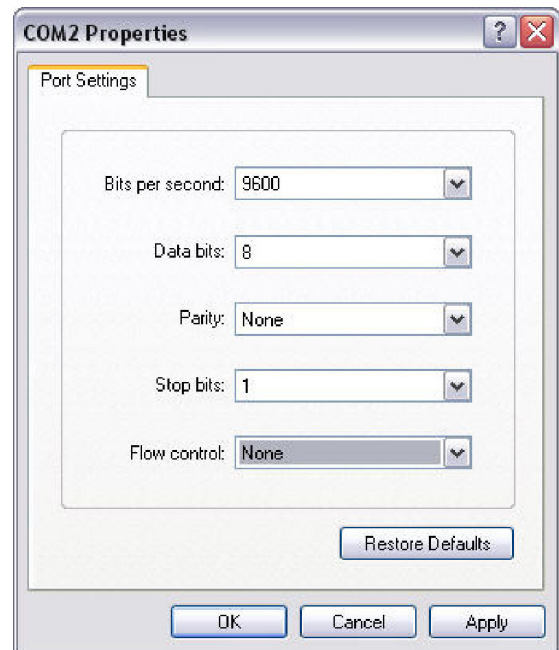 COM2 Properties
Port Settings
Bits per second: 9600
Data bits: 8
Parity: None
Stop bits: 1
Flow control: None
Restore Defaults
OK Cancel Apply